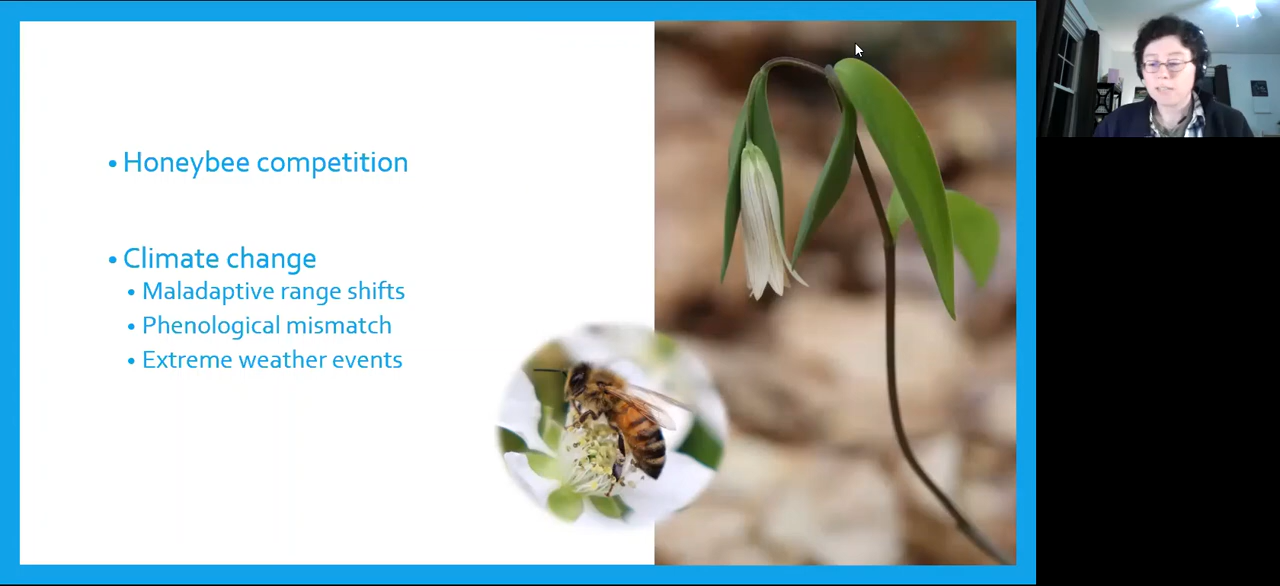 • Honeybee competition
• Climate change
• Maladaptive range shifts
• Phenological mismatch
• Extreme weather events